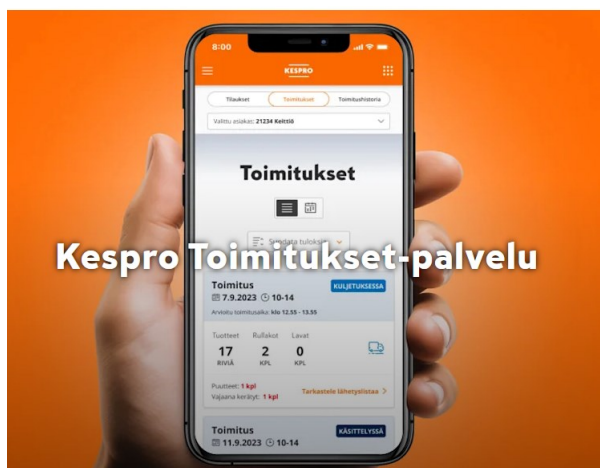 8:00
KESPRO
Tilaukset Toimitukset Toimitushistoria
Valittu asiakas: 21234 Keittiö
Toimitukset
Suodata tuloksia
Kespro Toimitukset-palvelu
Toimitus KULJETUKSESSA
7.9.2023 10-14
Arvioitu toimitusaika: klo 12.55 - 13.55
Tuotteet Rullakot Lavat
17 2 0
RIVIÄ KPL KPL
Puutteet: 1 kpl
Vajaana kerätyt: 1 kpl Tarkastele lähetyslistaa >
Toimitus KÄSITTELYSSÄ
11.9.2023 10-14